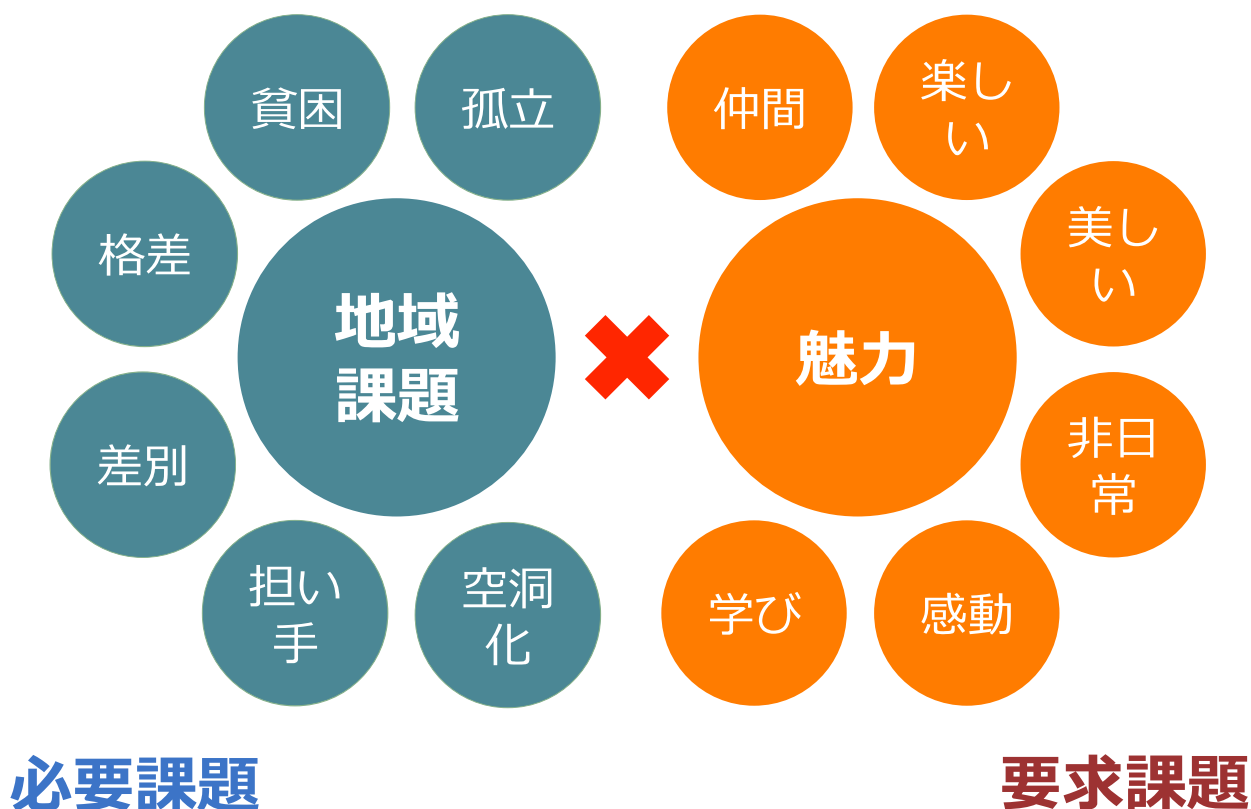 貧困
孤立
格差
差別
担い
手
空洞
化
地域
課題
仲間
楽し
い
美し
い
非日
常
感動
学び
魅力
必要課題
要求課題